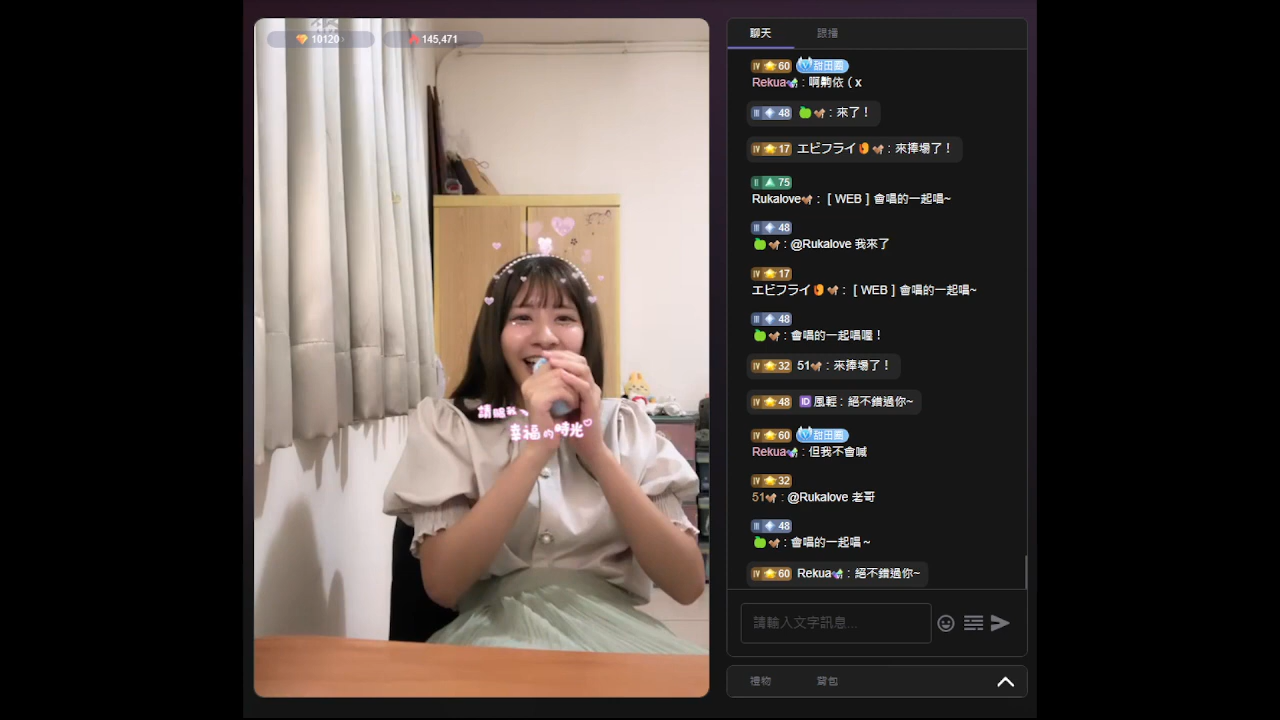 10120
145,471
請賜我
幸福的時光
聊天
跟播
IV 60 甜田圈
Rekua：啊齁依 ( x
III 48 ：來了！
IV 17 エビフライ：來捧場了！
II 75
Rukalove：［WEB］會唱的一起唱~
III 48
：@Rukalove 我來了
IV 17
エビフライ：［WEB］會唱的一起唱~
III 48
：會唱的一起唱喔！
IV 32 51：來捧場了！
IV 48 ID 風輕：絕不錯過你~
IV 60 甜田圈
Rekua：但我不會喊
IV 32
51：@Rukalove 老哥
III 48
：會唱的一起唱～
IV 60 Rekua：絕不錯過你~
請輸入文字訊息...
禮物
背包